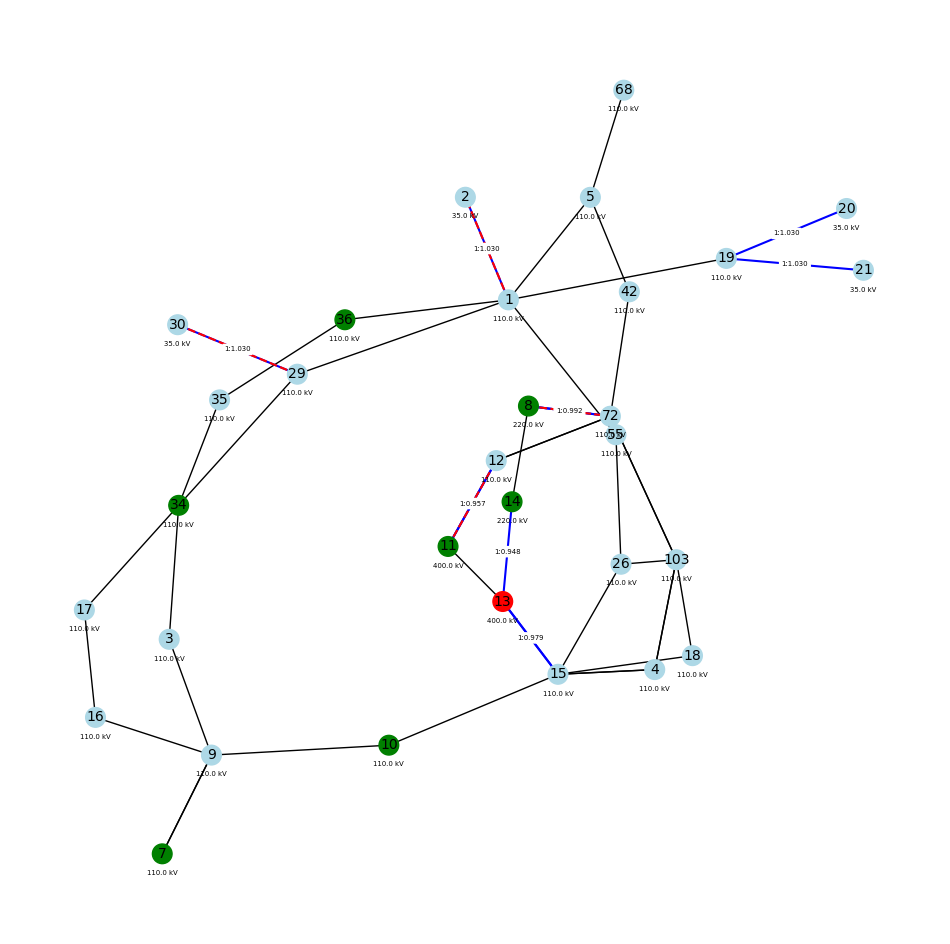 68
110.0 kV
2
35.0 kV
5
110.0 kV
20
35.0 kV
1:1.030
1:1.030
19
110.0 kV
1:1.030
21
35.0 kV
42
110.0 kV
1
110.0 kV
36
110.0 kV
30
35.0 kV
1:1.030
29
110.0 kV
35
110.0 kV
8
220.0 kV
1:0.992
72
55
110.0 kV
12
110.0 kV
1:0.957
14
220.0 kV
34
110.0 kV
11
400.0 kV
1:0.948
26
110.0 kV
103
110.0 kV
13
400.0 kV
17
110.0 kV
3
110.0 kV
1:0.979
18
110.0 kV
15
110.0 kV
4
110.0 kV
16
110.0 kV
10
110.0 kV
9
110.0 kV
7
110.0 kV